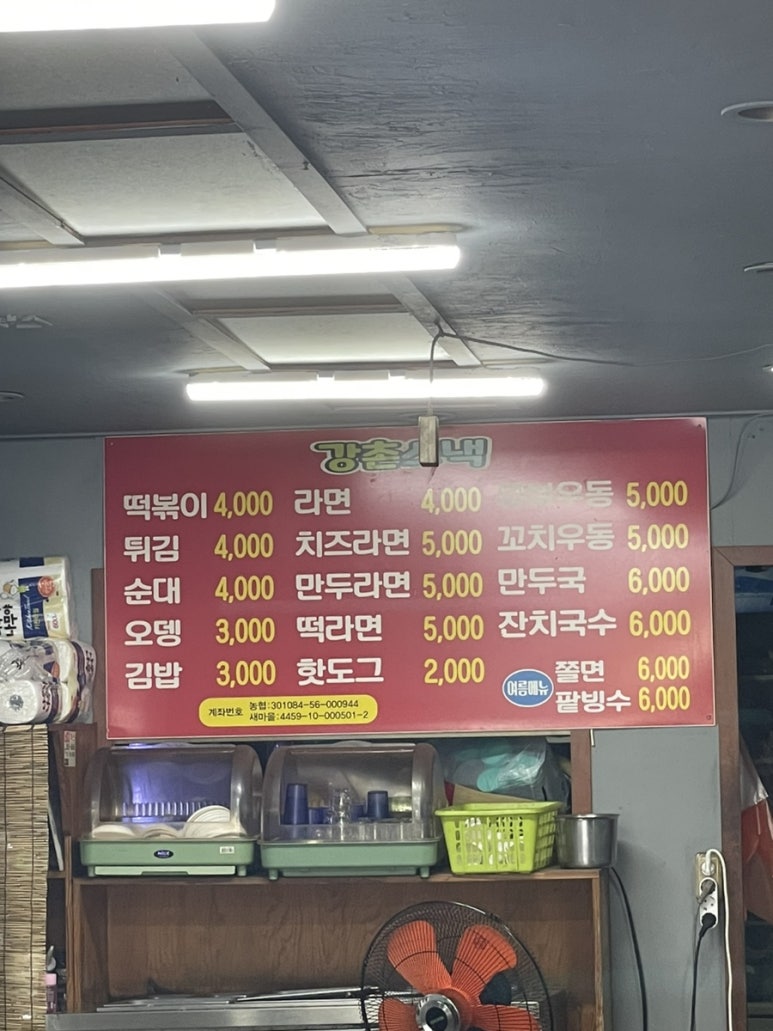 강촌스낵
떡볶이 4,000 라면 4,000 우동 5,000
튀김 4,000 치즈라면 5,000 꼬치우동 5,000
순대 4,000 만두라면 5,000 만두국 6,000
오뎅 3,000 떡라면 5,000 잔치국수 6,000
김밥 3,000 핫도그 2,000 여름메뉴 쫄면 6,000
팥빙수 6,000
계좌번호 농협:301084-56-000944
새마을:4459-10-000501-2